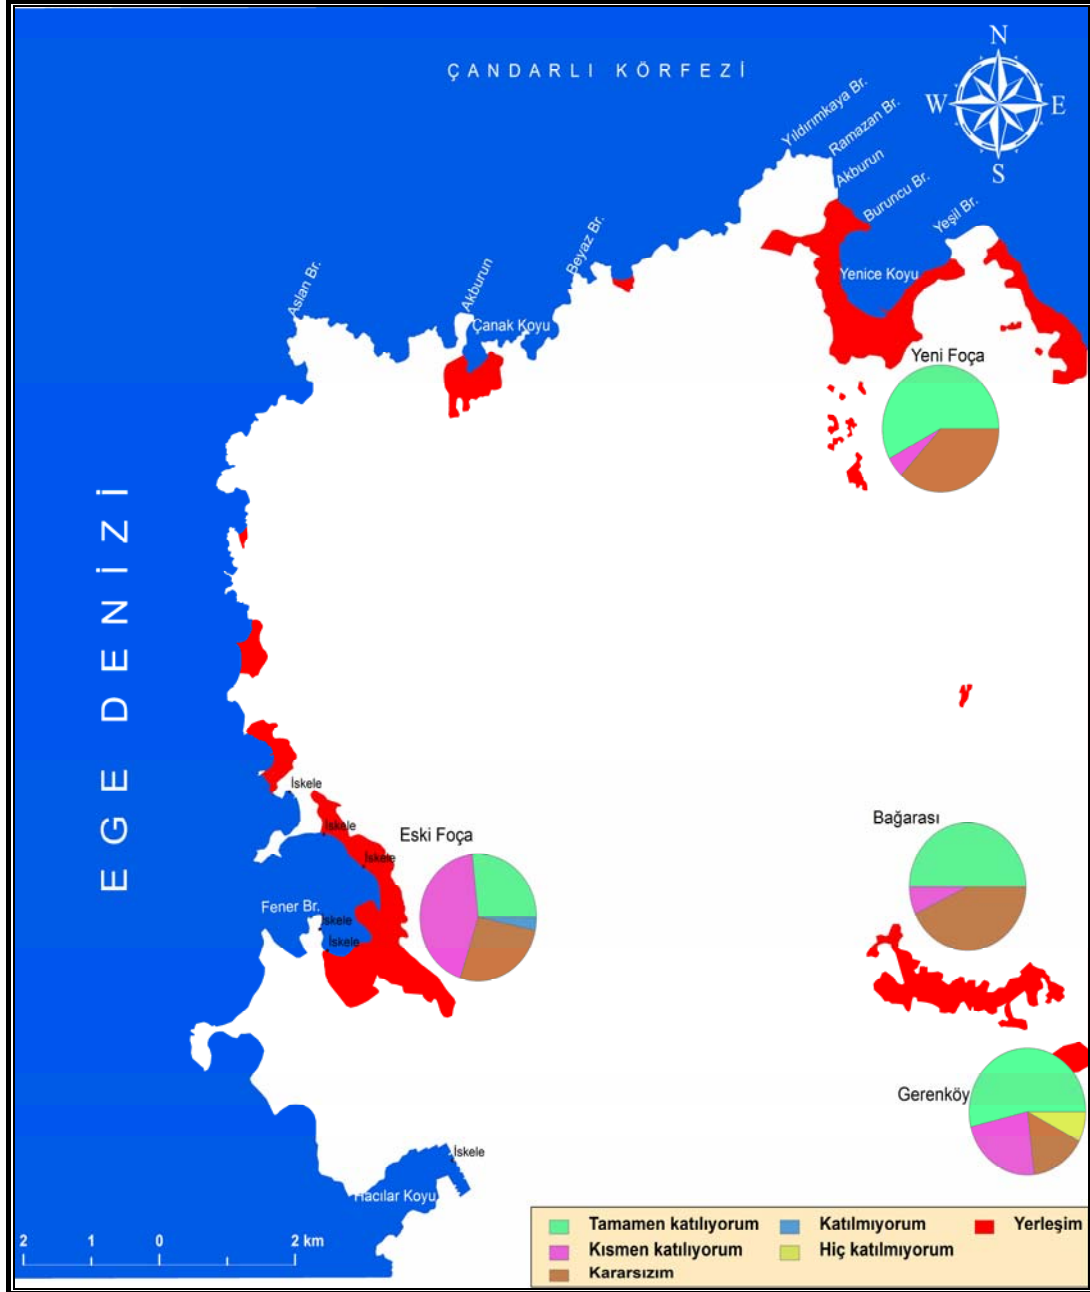 ÇANDARLI KÖRFEZİ
N
W
E
S
Yıldırımkaya Br.
Ramazan Br.
Akburun
Buruncu Br.
Yeşil Br.
Yenice Koyu
Beyaz Br.
Akburun
Aslan Br.
Çanak Koyu
Yeni Foça
EGE DENİZİ
İskele
İskele
İskele
Eski Foça
Bağarası
Fener Br.
İskele
İskele
Gerenköy
İskele
Hacılar Koyu
2 1 0 2 km
Tamamen katılıyorum
Kısmen katılıyorum
Kararsızım
Katılmıyorum
Hiç katılmıyorum
Yerleşim